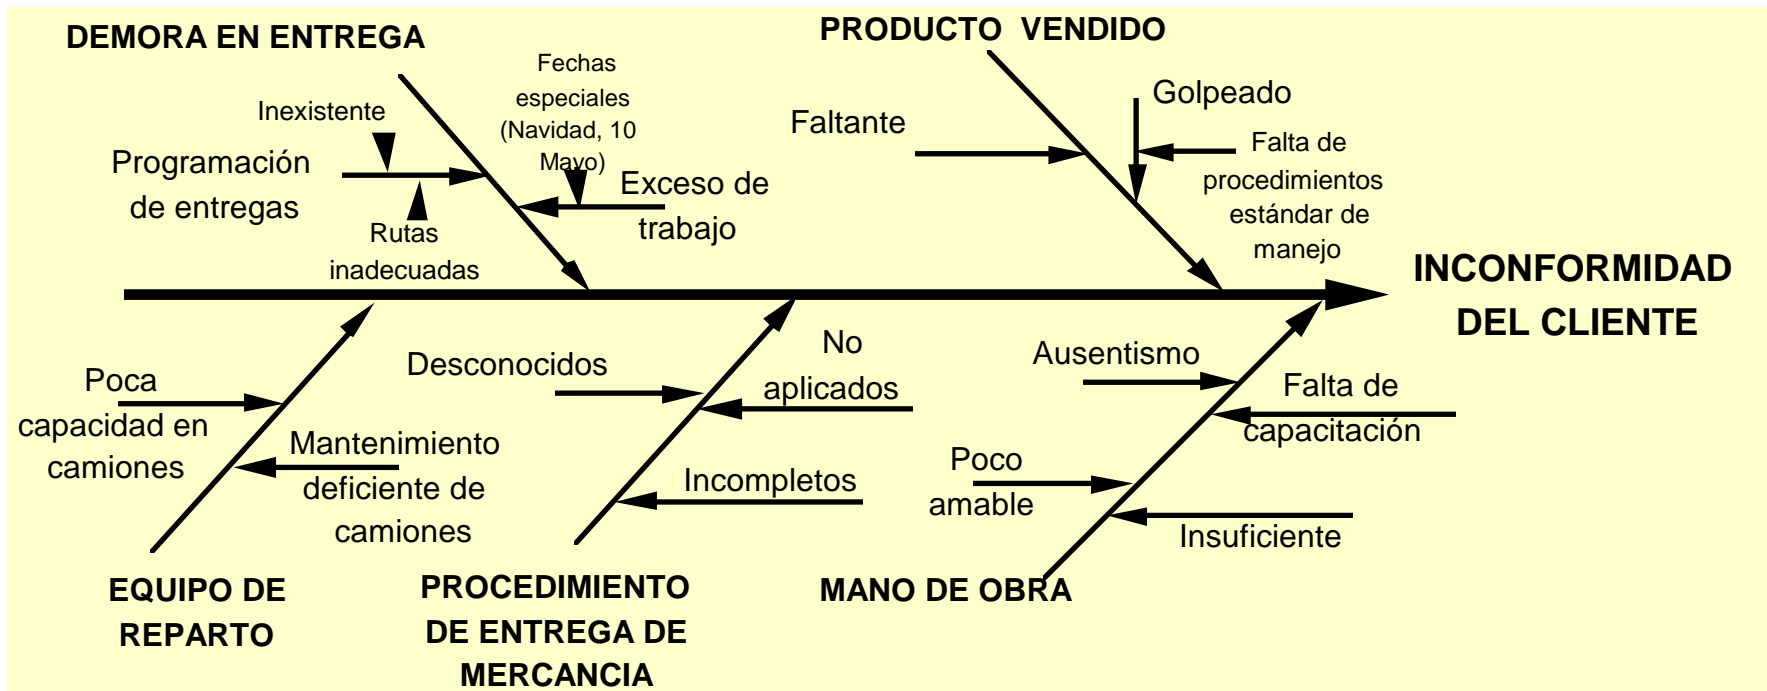 DEMORA EN ENTREGA
PRODUCTO VENDIDO
Fechas
especiales
(Navidad, 10
Mayo)
Inexistente
Programación
de entregas
Rutas
inadecuadas
Exceso de
trabajo
Faltante
Golpeado
Falta de
procedimientos
estándar de
manejo
INCONFORMIDAD
DEL CLIENTE
Poca
capacidad en
camiones
Mantenimiento
deficiente de
camiones
Desconocidos
No
aplicados
Incompletos
Ausentismo
Falta de
capacitación
Poco
amable
Insuficiente
EQUIPO DE
REPARTO
PROCEDIMIENTO
DE ENTREGA DE
MERCANCIA
MANO DE OBRA